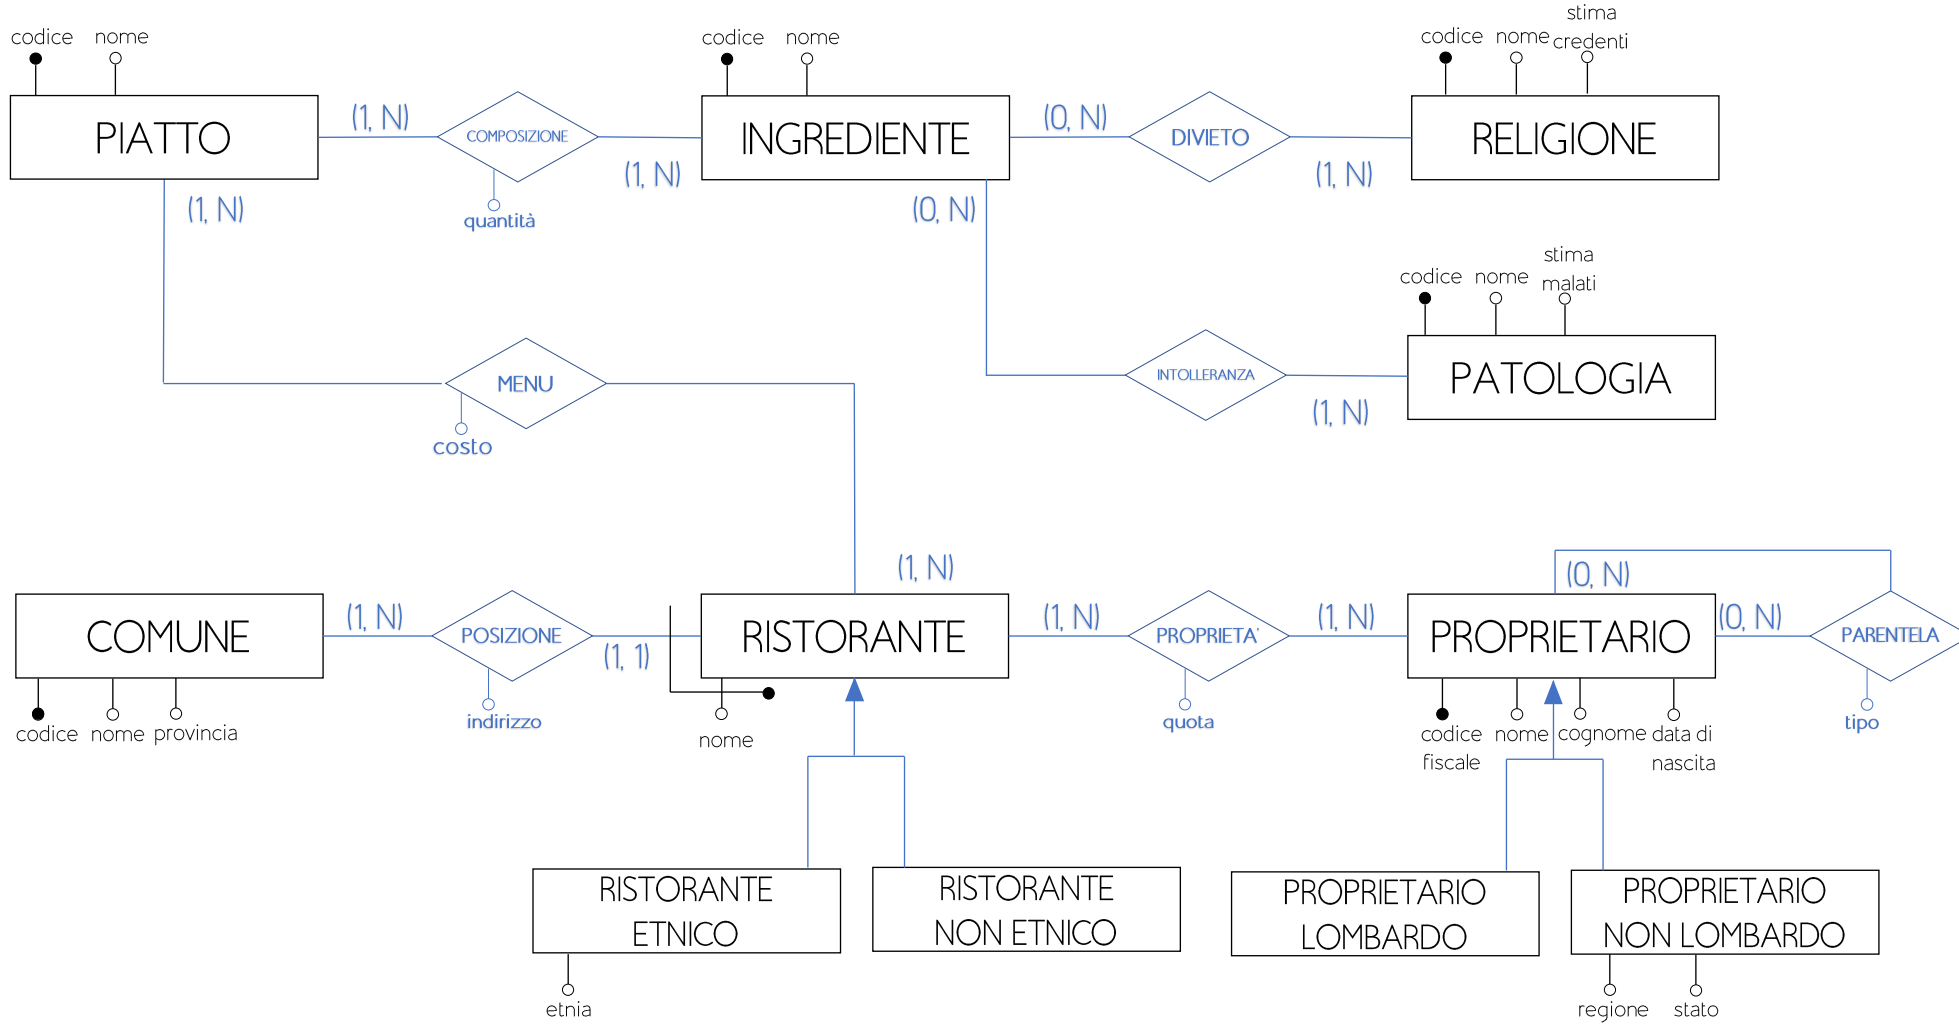 codice
nome
PIATTO
(1, N)
COMPOSIZIONE
quantità
(1, N)
codice
nome
INGREDIENTE
(0, N)
DIVIETO
(1, N)
codice
nome
stima
credenti
RELIGIONE
(1, N)
(0, N)
INTOLLERANZA
(1, N)
codice
nome
stima
malati
PATOLOGIA
MENU
costo
(1, N)
COMUNE
codice
nome
provincia
(1, N)
POSIZIONE
indirizzo
(1, 1)
RISTORANTE
nome
(1, N)
PROPRIETA'
quota
(1, N)
PROPRIETARIO
codice
fiscale
nome
cognome
data di
nascita
(0, N)
(0, N)
PARENTELA
tipo
RISTORANTE
ETNICO
etnia
RISTORANTE
NON ETNICO
PROPRIETARIO
LOMBARDO
PROPRIETARIO
NON LOMBARDO
regione
stato